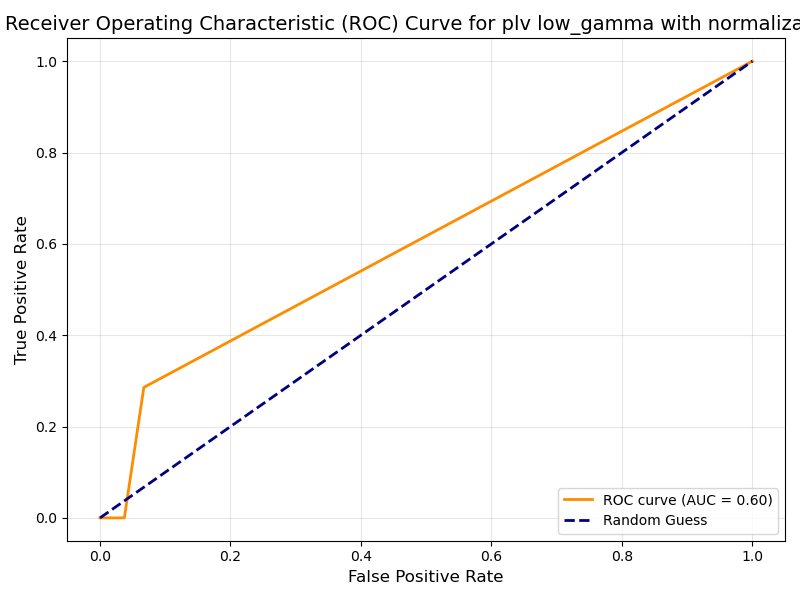 Receiver Operating Characteristic (ROC) Curve for plv low_gamma with normaliza
1.0
0.8
0.6
0.4
0.2
0.0
True Positive Rate
0.0 0.2 0.4 0.6 0.8 1.0
False Positive Rate
ROC curve (AUC = 0.60)
Random Guess